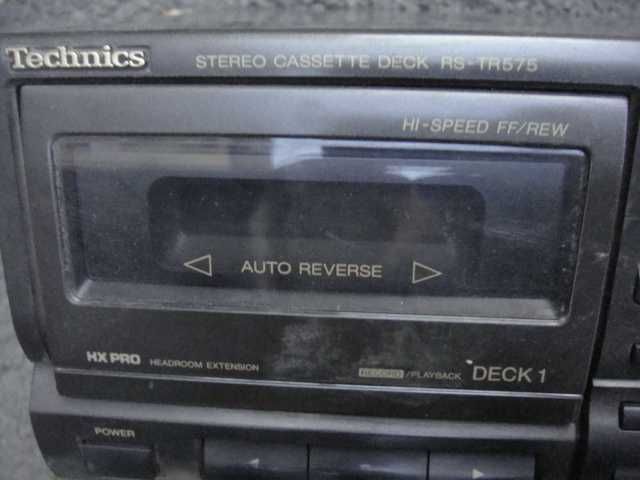 Technics
STEREO CASSETTE DECK RS-TR575
HI-SPEED FF/REW
AUTO REVERSE
HX PRO HEADROOM EXTENSION
RECORD/PLAYBACK DECK 1
POWER